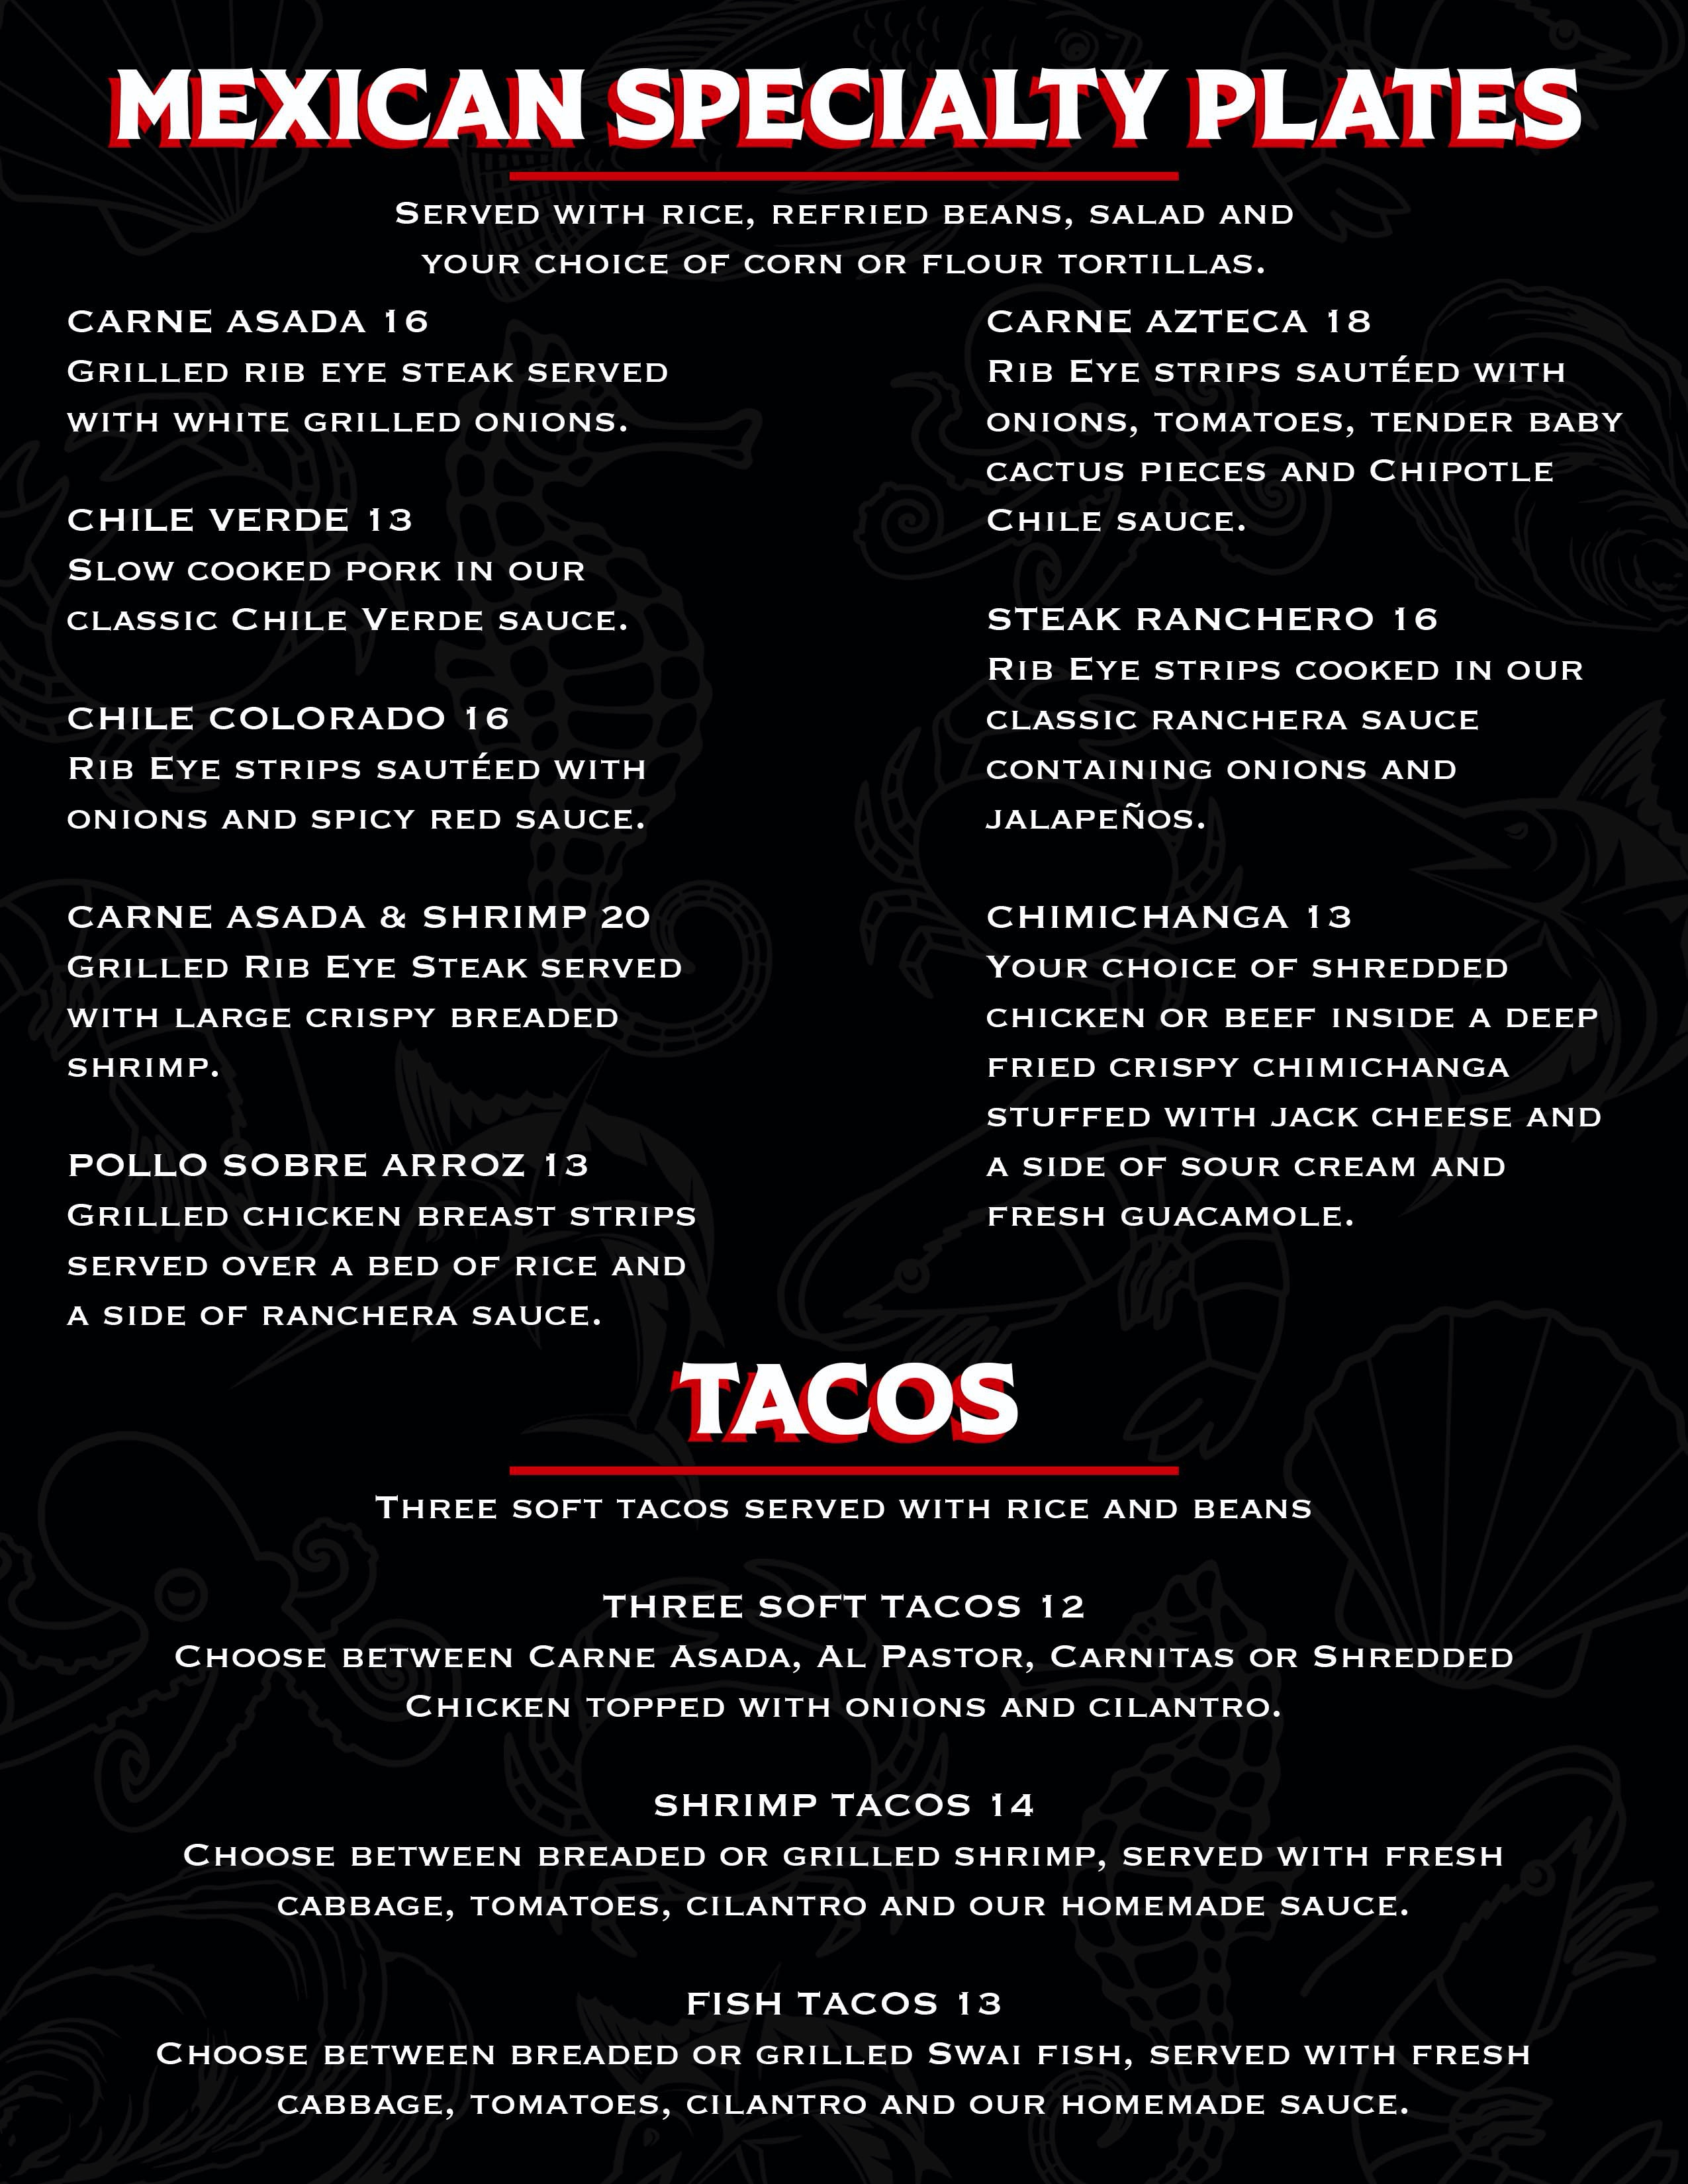 MEXICAN SPECIALTY PLATES
Served with rice, refried beans, salad and
your choice of corn or flour tortillas.
CARNE ASADA 16
Grilled rib eye steak served
with white grilled onions.
CHILE VERDE 13
Slow cooked pork in our
classic Chile Verde sauce.
CHILE COLORADO 16
Rib Eye strips sautéed with
onions and spicy red sauce.
CARNE ASADA & SHRIMP 20
Grilled Rib Eye Steak served
with large crispy breaded
shrimp.
POLLO SOBRE ARROZ 13
Grilled chicken breast strips
served over a bed of rice and
a side of ranchera sauce.
CARNE AZTECA 18
Rib Eye strips sautéed with
onions, tomatoes, tender baby
cactus pieces and Chipotle
Chile sauce.
STEAK RANCHERO 16
Rib Eye strips cooked in our
classic ranchera sauce
containing onions and
jalapeños.
CHIMICHANGA 13
Your choice of shredded
chicken or beef inside a deep
fried crispy chimichanga
stuffed with jack cheese and
a side of sour cream and
fresh guacamole.
TACOS
Three soft tacos served with rice and beans
THREE SOFT TACOS 12
Choose between Carne Asada, Al Pastor, Carnitas or Shredded
Chicken topped with onions and cilantro.
SHRIMP TACOS 14
Choose between breaded or grilled shrimp, served with fresh
cabbage, tomatoes, cilantro and our homemade sauce.
FISH TACOS 13
Choose between breaded or grilled Swai fish, served with fresh
cabbage, tomatoes, cilantro and our homemade sauce.